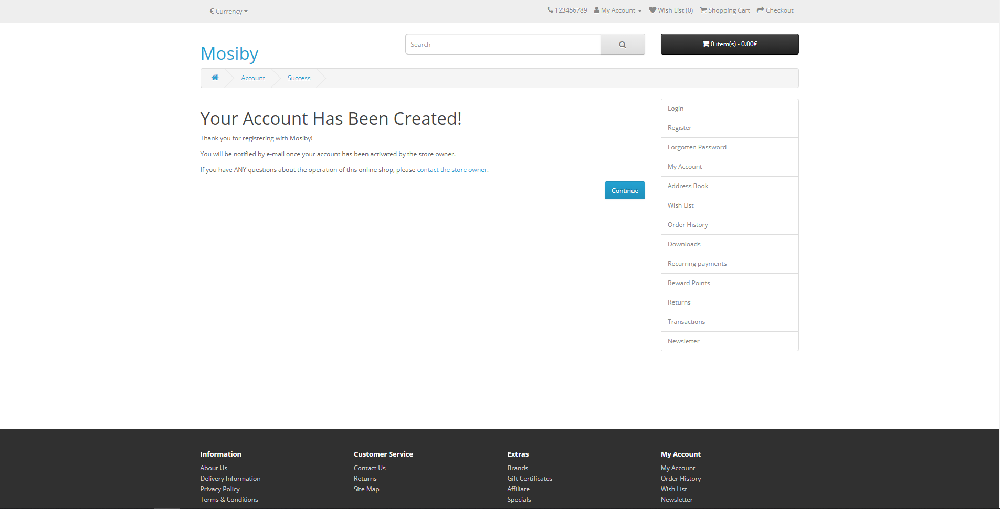 € Currency
123456789 My Account Wish List (0) Shopping Cart Checkout
Mosiby
Search
0 item(s) - 0.00€
Account
Success
Your Account Has Been Created!
Thank you for registering with Mosiby!
You will be notified by e-mail once your account has been activated by the store owner.
If you have ANY questions about the operation of this online shop, please contact the store owner.
Continue
Login
Register
Forgotten Password
My Account
Address Book
Wish List
Order History
Downloads
Recurring payments
Reward Points
Returns
Transactions
Newsletter
Information
About Us
Delivery Information
Privacy Policy
Terms & Conditions
Customer Service
Contact Us
Returns
Site Map
Extras
Brands
Gift Certificates
Affiliate
Specials
My Account
My Account
Order History
Wish List
Newsletter